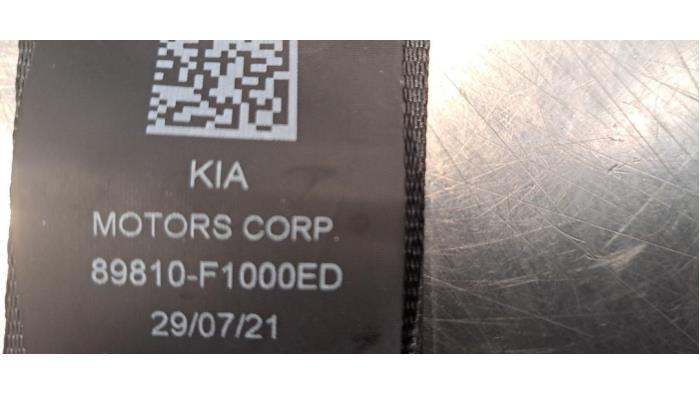 KIA
MOTORS CORP.
89810-F1000ED
29/07/21